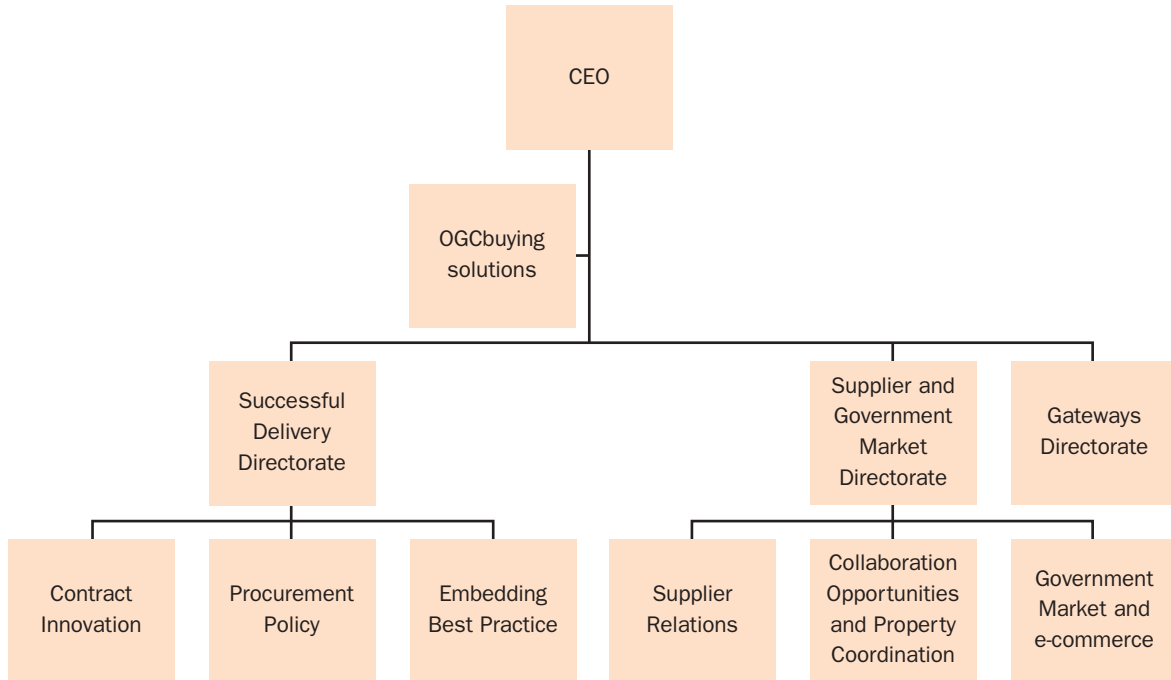 CEO
OGCbuying
solutions
Successful
Delivery
Directorate
Supplier and
Government
Market
Directorate
Gateways
Directorate
Contract
Innovation
Procurement
Policy
Embedding
Best Practice
Supplier
Relations
Collaboration
Opportunities
and Property
Coordination
Government
Market and
e-commerce